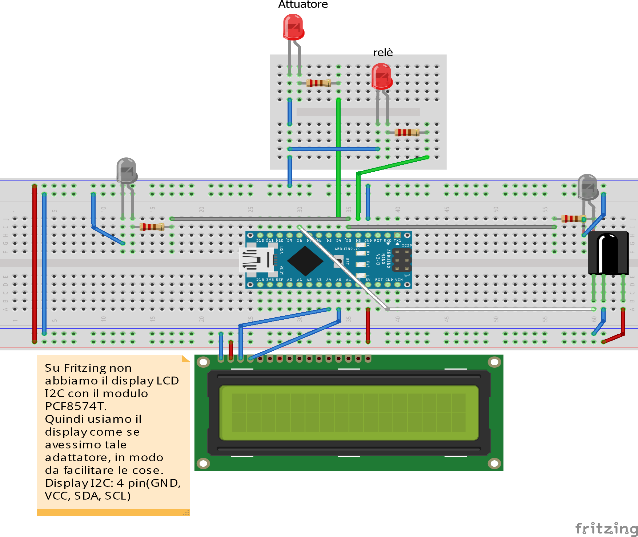 Attuatore
relè
Su Fritzing non
abbiamo il display LCD
I2C con il modulo
PCF8574T.
Quindi usiamo il
display come se
avessimo tale
adattatore, in modo
da facilitare le cose.
Display I2C: 4 pin(GND,
VCC, SDA, SCL)
fritzing